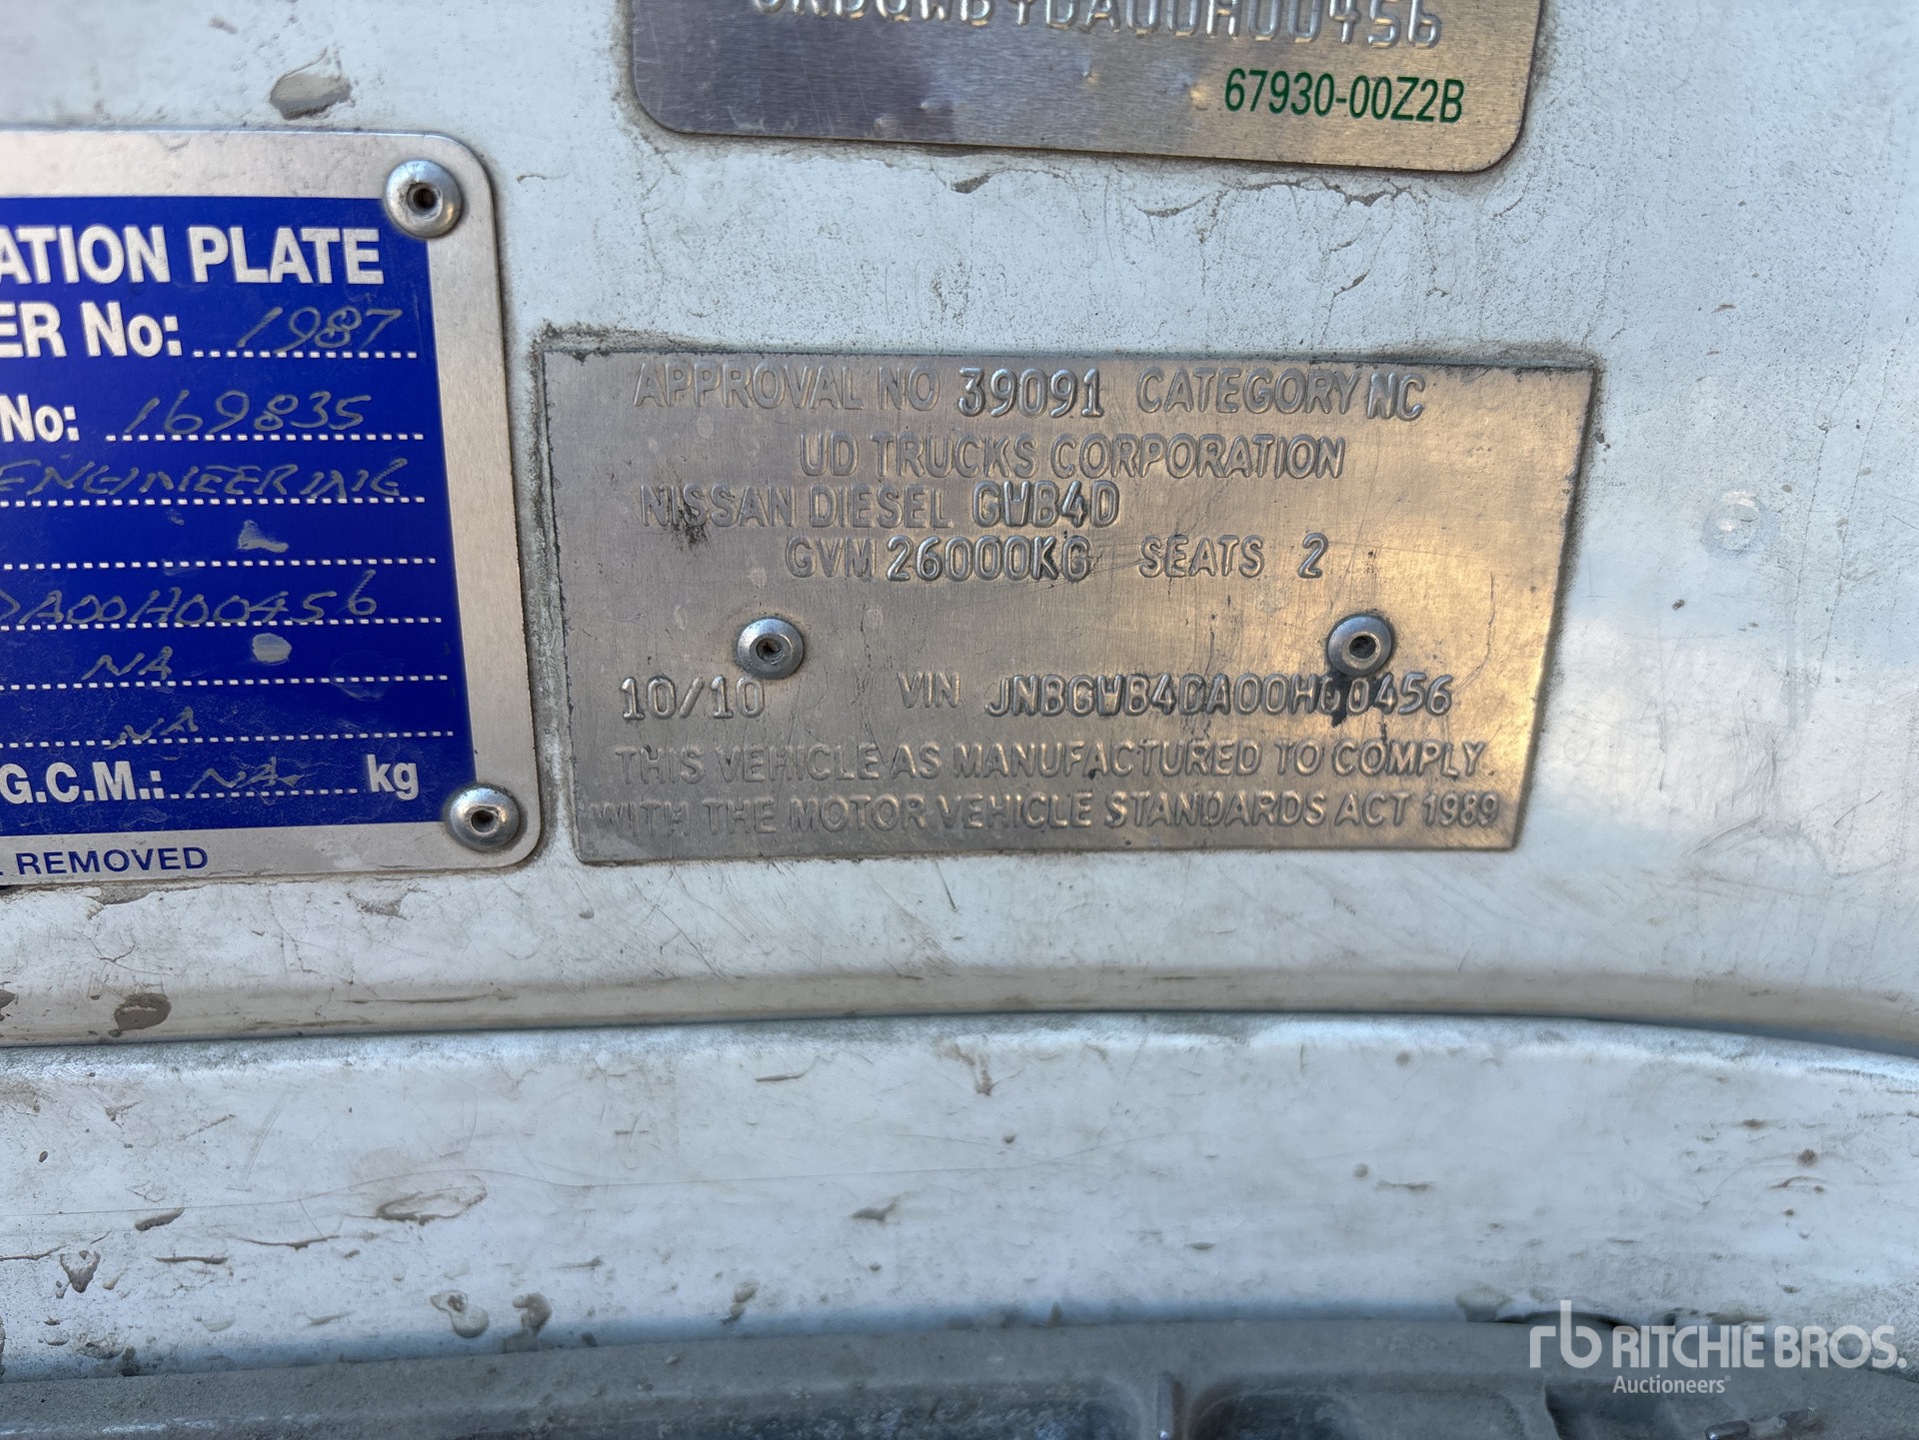 67930-00Z2B
ATION PLATE
ER No: 1987
No: 169835
ENGINEERING
DA00H00456
NA
NA
G.C.M.: NA. kg
REMOVED
APPROVAL NO 39091 CATEGORY NC
UD TRUCKS CORPORATION
NISSAN DIESEL GWB4D
GVM 26000KG SEATS 2
10/10 VIN JNBGWB4DA00H00456
THIS VEHICLE AS MANUFACTURED TO COMPLY
WITH THE MOTOR VEHICLE STANDARDS ACT 1989
rb RITCHIE BROS.
Auctioneers